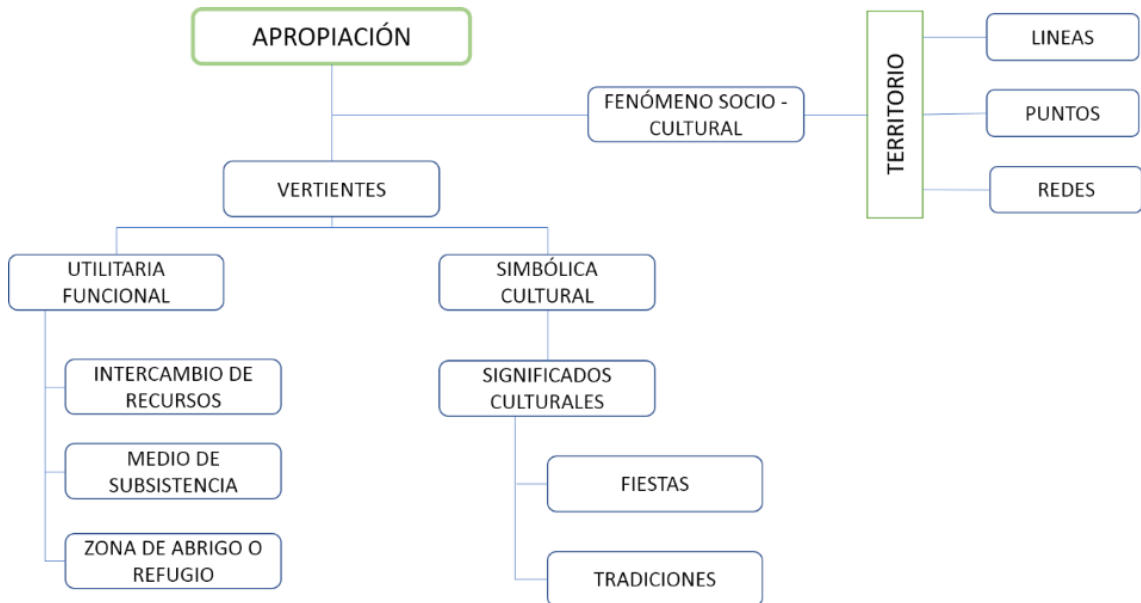 APROPIACIÓN
FENÓMENO SOCIO -
CULTURAL
TERRITORIO
LINEAS
PUNTOS
REDES
VERTIENTES
UTILITARIA
FUNCIONAL
INTERCAMBIO DE
RECURSOS
MEDIO DE
SUBSISTENCIA
ZONA DE ABRIGO O
REFUGIO
SIMBÓLICA
CULTURAL
SIGNIFICADOS
CULTURALES
FIESTAS
TRADICIONES